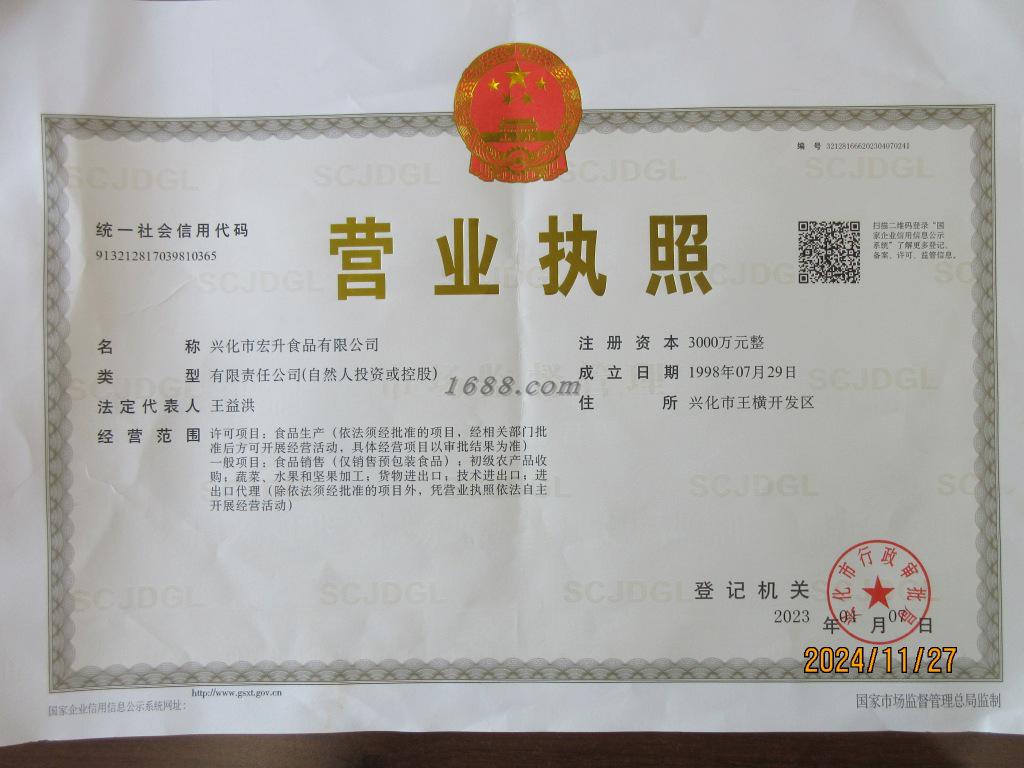 编 号 321281666202304070241
统一社会信用代码
913212817039810365
营业执照
扫描二维码登录“国
家企业信用信息公示
系统”了解更多登记、
备案、许可、监管信息。
名 称 兴化市宏升食品有限公司
类 型 有限责任公司(自然人投资或控股)
法定代表人 王益洪
经营范围 许可项目：食品生产（依法须经批准的项目，经相关部门批
准后方可开展经营活动，具体经营项目以审批结果为准）
一般项目：食品销售（仅销售预包装食品）；初级农产品收
购；蔬菜、水果和坚果加工；货物进出口；技术进出口；进
出口代理（除依法须经批准的项目外，凭营业执照依法自主
开展经营活动）
注册资本 3000万元整
成立日期 1998年07月29日
住 所 兴化市王横开发区
1688.com
登记机关
兴化市行政审批局
2023 年 04 月 07 日
2024/11/27
http://www.gsxt.gov.cn
国家企业信用信息公示系统网址：
国家市场监督管理总局监制
SCJDGL